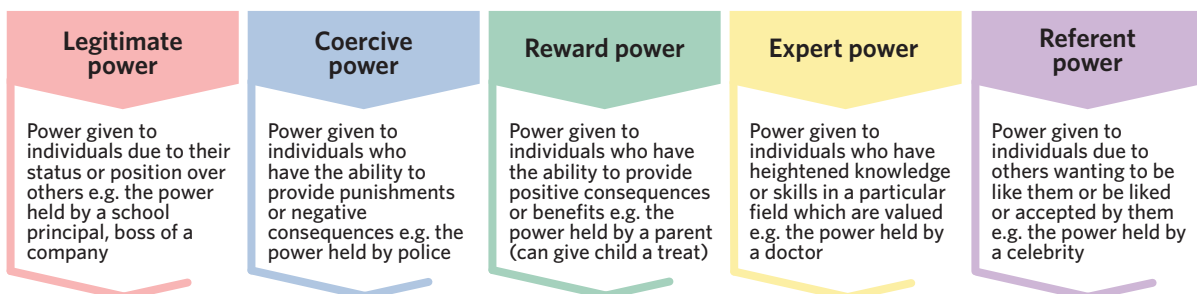 Legitimate
power
Power given to
individuals due to their
status or position over
others e.g. the power
held by a school
principal, boss of a
company
Coercive
power
Power given to
individuals who
have the ability to
provide punishments
or negative
consequences e.g. the
power held by police
Reward power
Power given to
individuals who have
the ability to provide
positive consequences
or benefits e.g. the
power held by a parent
(can give child a treat)
Expert power
Power given to
individuals who have
heightened knowledge
or skills in a particular
field which are valued
e.g. the power held by
a doctor
Referent
power
Power given to
individuals due to
others wanting to be
like them or be liked
or accepted by them
e.g. the power held by
a celebrity